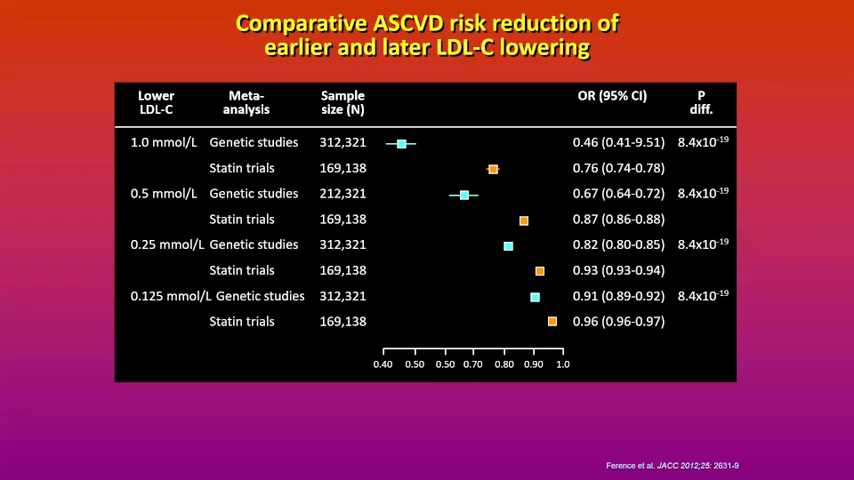 Comparative ASCVD risk reduction of
earlier and later LDL-C lowering
Lower LDL-C Meta-analysis Sample size (N) OR (95% CI) P diff.
1.0 mmol/L Genetic studies 312,321 0.46 (0.41-9.51) 8.4x10⁻¹⁹
Statin trials 169,138 0.76 (0.74-0.78)
0.5 mmol/L Genetic studies 212,321 0.67 (0.64-0.72) 8.4x10⁻¹⁹
Statin trials 169,138 0.87 (0.86-0.88)
0.25 mmol/L Genetic studies 312,321 0.82 (0.80-0.85) 8.4x10⁻¹⁹
Statin trials 169,138 0.93 (0.93-0.94)
0.125 mmol/L Genetic studies 312,321 0.91 (0.89-0.92) 8.4x10⁻¹⁹
Statin trials 169,138 0.96 (0.96-0.97)
0.40 0.50 0.60 0.70 0.80 0.90 1.0
Ference et al. JACC 2012;25: 2631-9